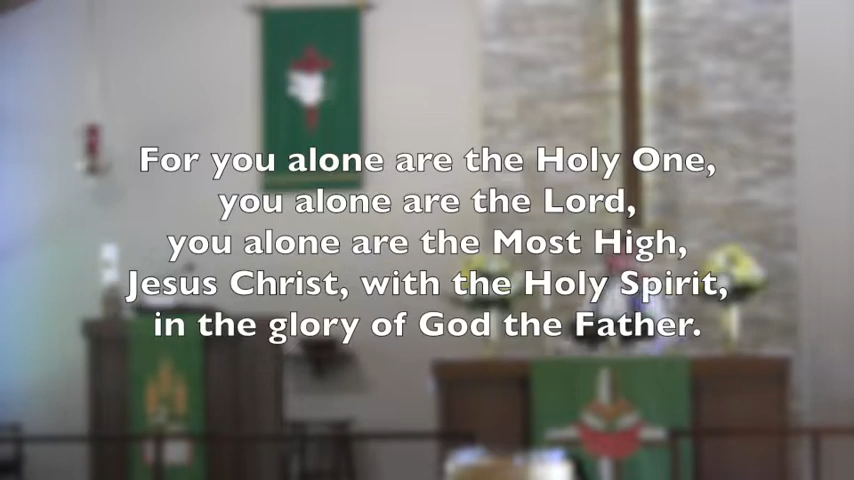 For you alone are the Holy One,
you alone are the Lord,
you alone are the Most High,
Jesus Christ, with the Holy Spirit,
in the glory of God the Father.